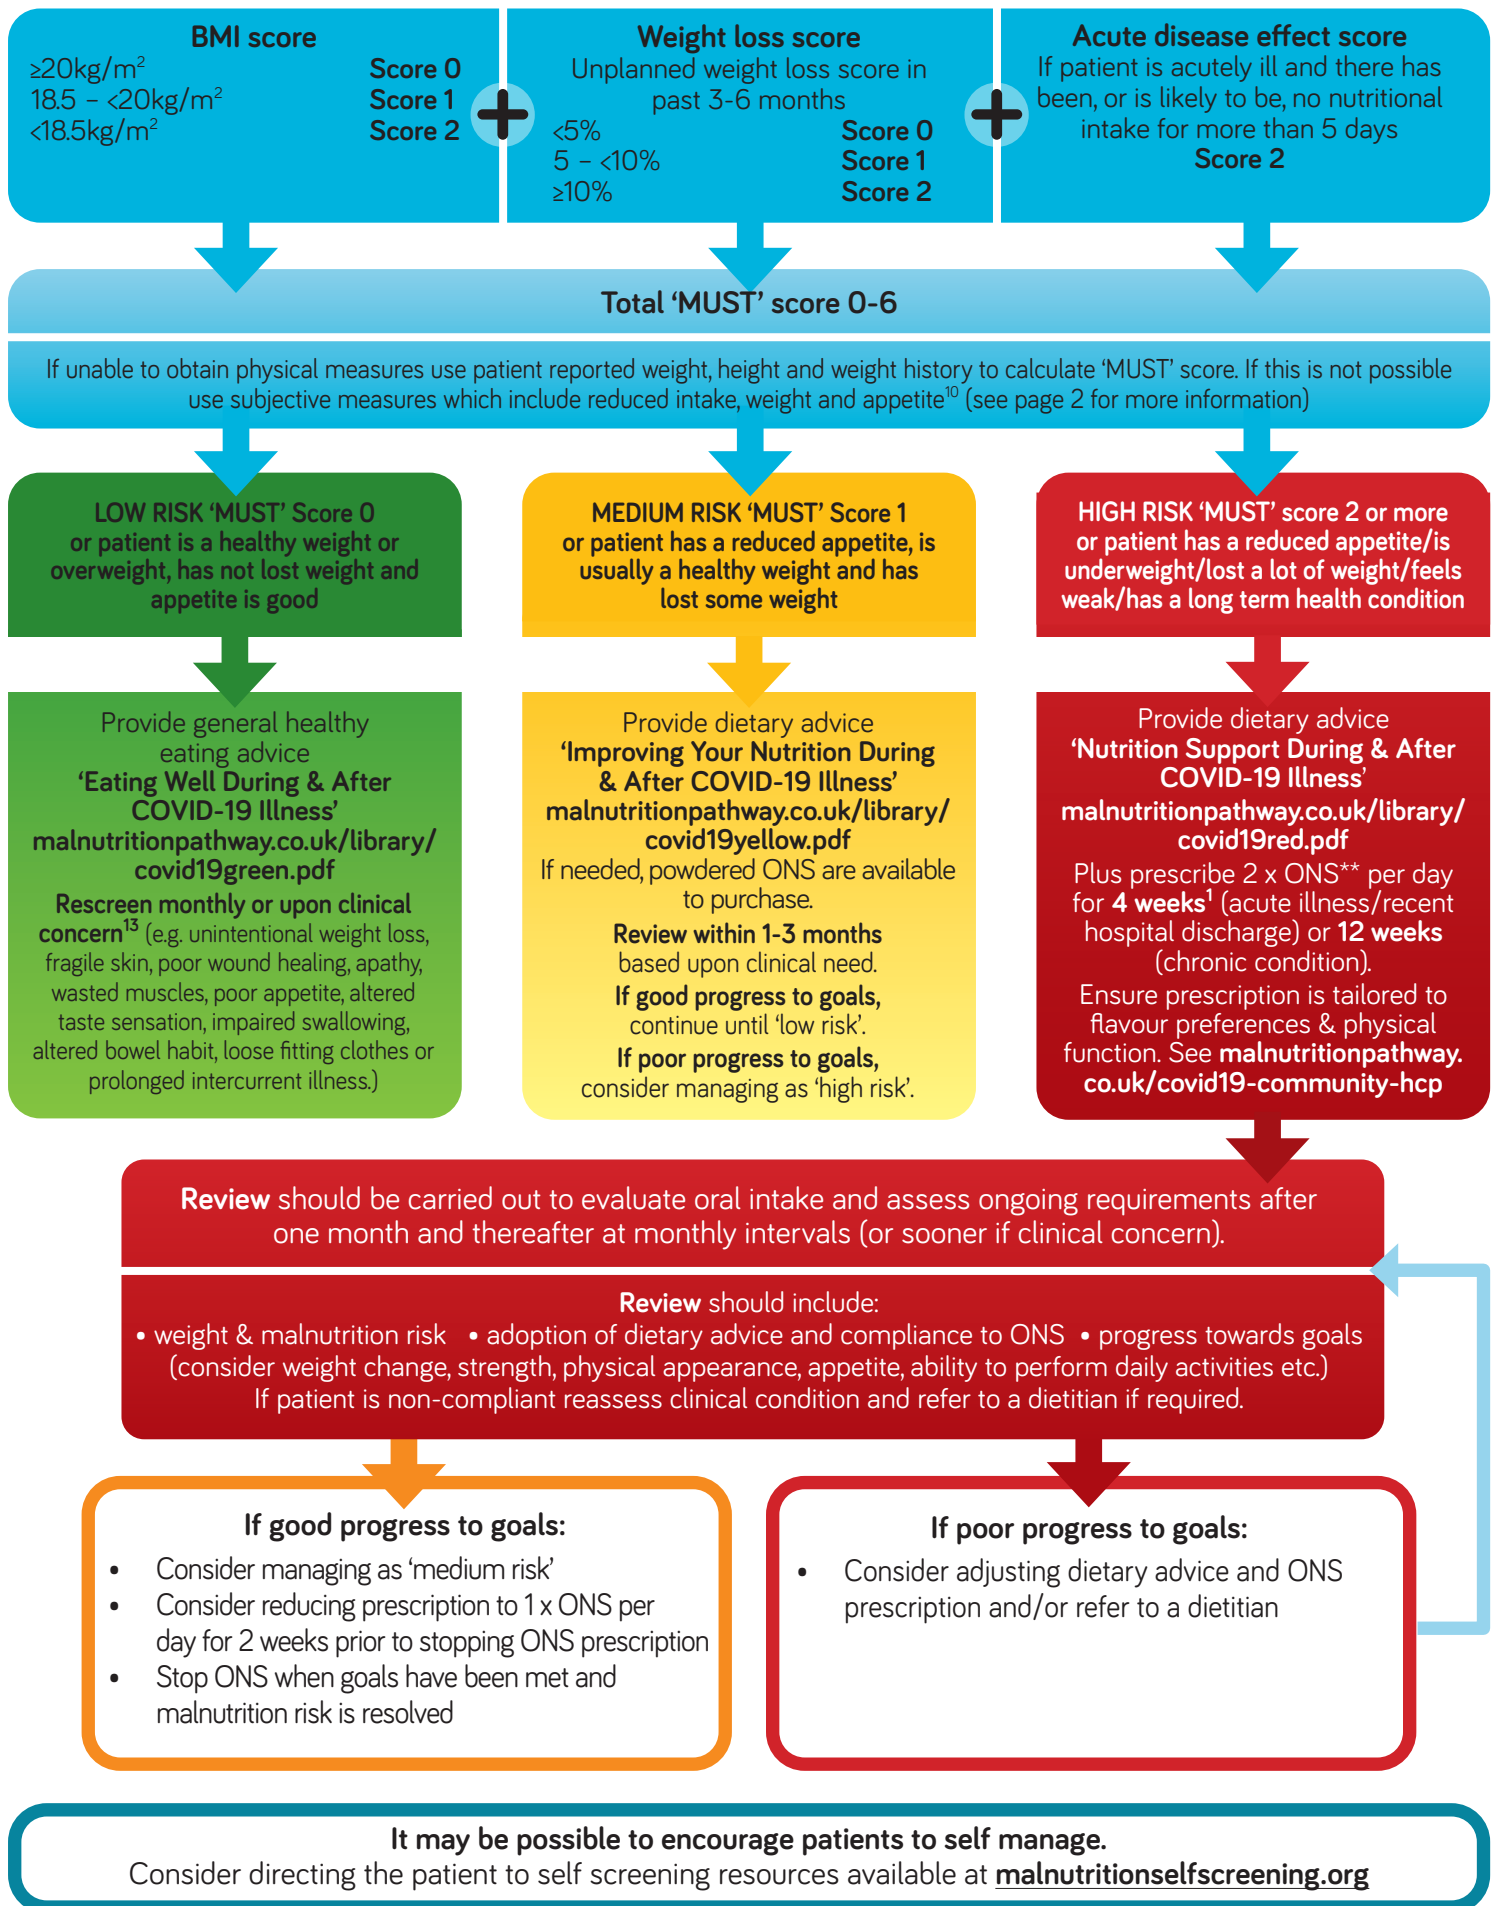 BMI score
≥20kg/m² Score 0
18.5 – <20kg/m² Score 1
<18.5kg/m² Score 2
+
Weight loss score
Unplanned weight loss score in
past 3-6 months
<5% Score 0
5 – <10% Score 1
≥10% Score 2
+
Acute disease effect score
If patient is acutely ill and there has
been, or is likely to be, no nutritional
intake for more than 5 days
Score 2
Total ‘MUST’ score 0-6
If unable to obtain physical measures use patient reported weight, height and weight history to calculate ‘MUST’ score. If this is not possible
use subjective measures which include reduced intake, weight and appetite¹⁰ (see page 2 for more information)
LOW RISK ‘MUST’ Score 0
or patient is a healthy weight or
overweight, has not lost weight and
appetite is good
Provide general healthy
eating advice
‘Eating Well During & After
COVID-19 Illness’
malnutritionpathway.co.uk/library/
covid19green.pdf
Rescreen monthly or upon clinical
concern¹³ (e.g. unintentional weight loss,
fragile skin, poor wound healing, apathy,
wasted muscles, poor appetite, altered
taste sensation, impaired swallowing,
altered bowel habit, loose fitting clothes or
prolonged intercurrent illness.)
MEDIUM RISK ‘MUST’ Score 1
or patient has a reduced appetite, is
usually a healthy weight and has
lost some weight
Provide dietary advice
‘Improving Your Nutrition During
& After COVID-19 Illness’
malnutritionpathway.co.uk/library/
covid19yellow.pdf
If needed, powdered ONS are available
to purchase.
Review within 1-3 months
based upon clinical need.
If good progress to goals,
continue until ‘low risk’.
If poor progress to goals,
consider managing as ‘high risk’.
HIGH RISK ‘MUST’ score 2 or more
or patient has a reduced appetite/is
underweight/lost a lot of weight/feels
weak/has a long term health condition
Provide dietary advice
‘Nutrition Support During & After
COVID-19 Illness’
malnutritionpathway.co.uk/library/
covid19red.pdf
Plus prescribe 2 x ONS** per day
for 4 weeks¹ (acute illness/recent
hospital discharge) or 12 weeks
(chronic condition).
Ensure prescription is tailored to
flavour preferences & physical
function. See malnutritionpathway.
co.uk/covid19-community-hcp
Review should be carried out to evaluate oral intake and assess ongoing requirements after
one month and thereafter at monthly intervals (or sooner if clinical concern).
Review should include:
• weight & malnutrition risk • adoption of dietary advice and compliance to ONS • progress towards goals
(consider weight change, strength, physical appearance, appetite, ability to perform daily activities etc.)
If patient is non-compliant reassess clinical condition and refer to a dietitian if required.
If good progress to goals:
• Consider managing as ‘medium risk’
• Consider reducing prescription to 1 x ONS per
day for 2 weeks prior to stopping ONS prescription
• Stop ONS when goals have been met and
malnutrition risk is resolved
If poor progress to goals:
• Consider adjusting dietary advice and ONS
prescription and/or refer to a dietitian
It may be possible to encourage patients to self manage.
Consider directing the patient to self screening resources available at malnutritionselfscreening.org